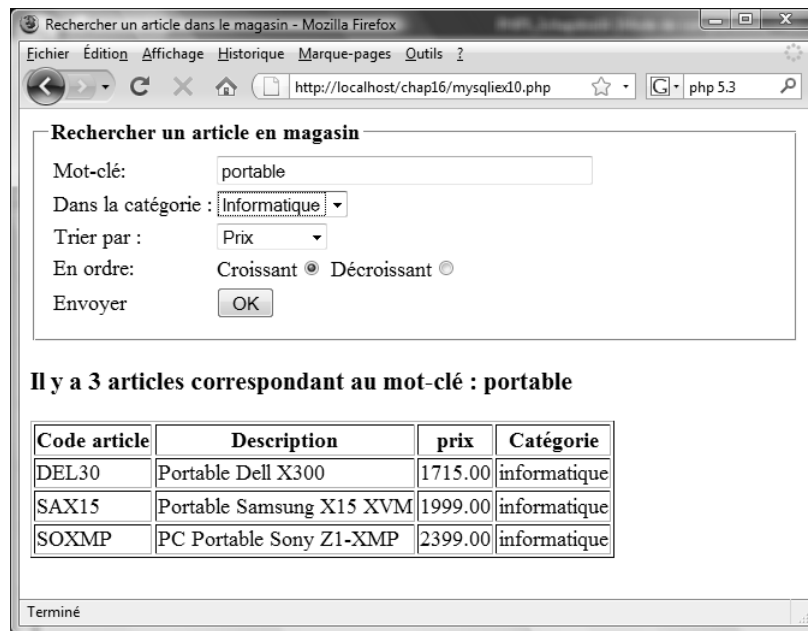 Rechercher un article dans le magasin - Mozilla Firefox
Fichier Édition Affichage Historique Marque-pages Outils ?
http://localhost/chap16/mysqliex10.php G php 5.3
Rechercher un article en magasin
Mot-clé: portable
Dans la catégorie : Informatique
Trier par : Prix
En ordre: Croissant Décroissant
Envoyer OK
Il y a 3 articles correspondant au mot-clé : portable
Code article Description prix Catégorie
DEL30 Portable Dell X300 1715.00 informatique
SAX15 Portable Samsung X15 XVM 1999.00 informatique
SOXMP PC Portable Sony Z1-XMP 2399.00 informatique
Terminé